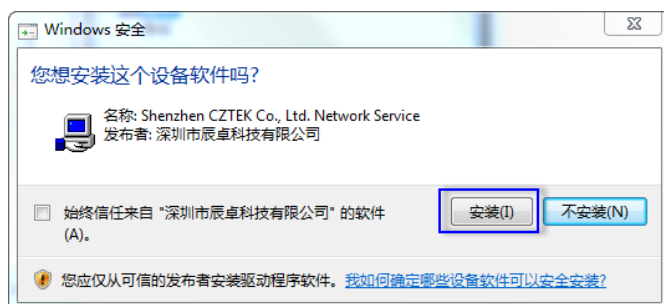 Windows 安全
您想安装这个设备软件吗?
名称: Shenzhen CZTEK Co., Ltd. Network Service
发布者: 深圳市辰卓科技有限公司
始终信任来自 "深圳市辰卓科技有限公司" 的软件
(A)。
安装(I)
不安装(N)
您应仅从可信的发布者安装驱动程序软件。我如何确定哪些设备软件可以安全安装?